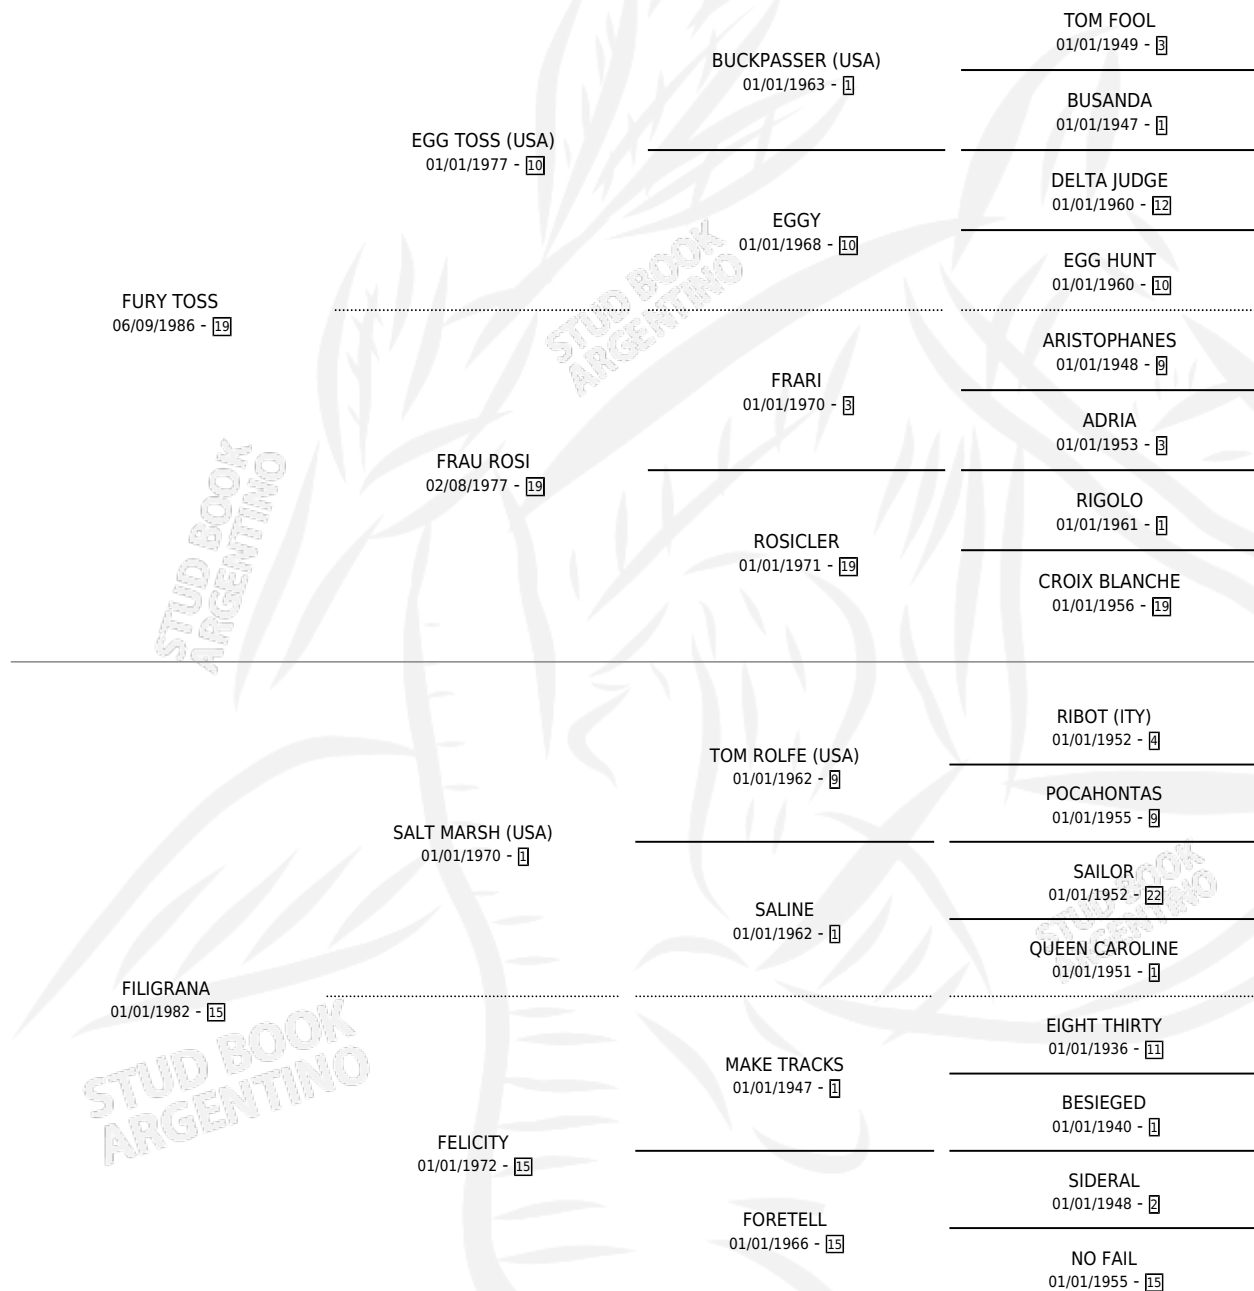 TOM FOOL
01/01/1949 - 3
BUCKPASSER (USA)
01/01/1963 - 1
BUSANDA
01/01/1947 - 1
EGG TOSS (USA)
01/01/1977 - 10
DELTA JUDGE
01/01/1960 - 12
EGGY
01/01/1968 - 10
EGG HUNT
01/01/1960 - 10
FURY TOSS
06/09/1986 - 19
ARISTOPHANES
01/01/1948 - 9
FRARI
01/01/1970 - 3
ADRIA
01/01/1953 - 3
FRAU ROSI
02/08/1977 - 19
RIGOLO
01/01/1961 - 1
ROSICLER
01/01/1971 - 19
CROIX BLANCHE
01/01/1956 - 19
RIBOT (ITY)
01/01/1952 - 4
TOM ROLFE (USA)
01/01/1962 - 9
POCAHONTAS
01/01/1955 - 9
SALT MARSH (USA)
01/01/1970 - 1
SAILOR
01/01/1952 - 22
SALINE
01/01/1962 - 1
QUEEN CAROLINE
01/01/1951 - 1
FILIGRANA
01/01/1982 - 15
EIGHT THIRTY
01/01/1936 - 11
MAKE TRACKS
01/01/1947 - 1
BESIEGED
01/01/1940 - 1
FELICITY
01/01/1972 - 15
SIDERAL
01/01/1948 - 2
FORETELL
01/01/1966 - 15
NO FAIL
01/01/1955 - 15
STUD BOOK
ARGENTINO
STUD BOOK
ARGENTINO
STUD BOOK
ARGENTINO
STUD BOOK
ARGENTINO